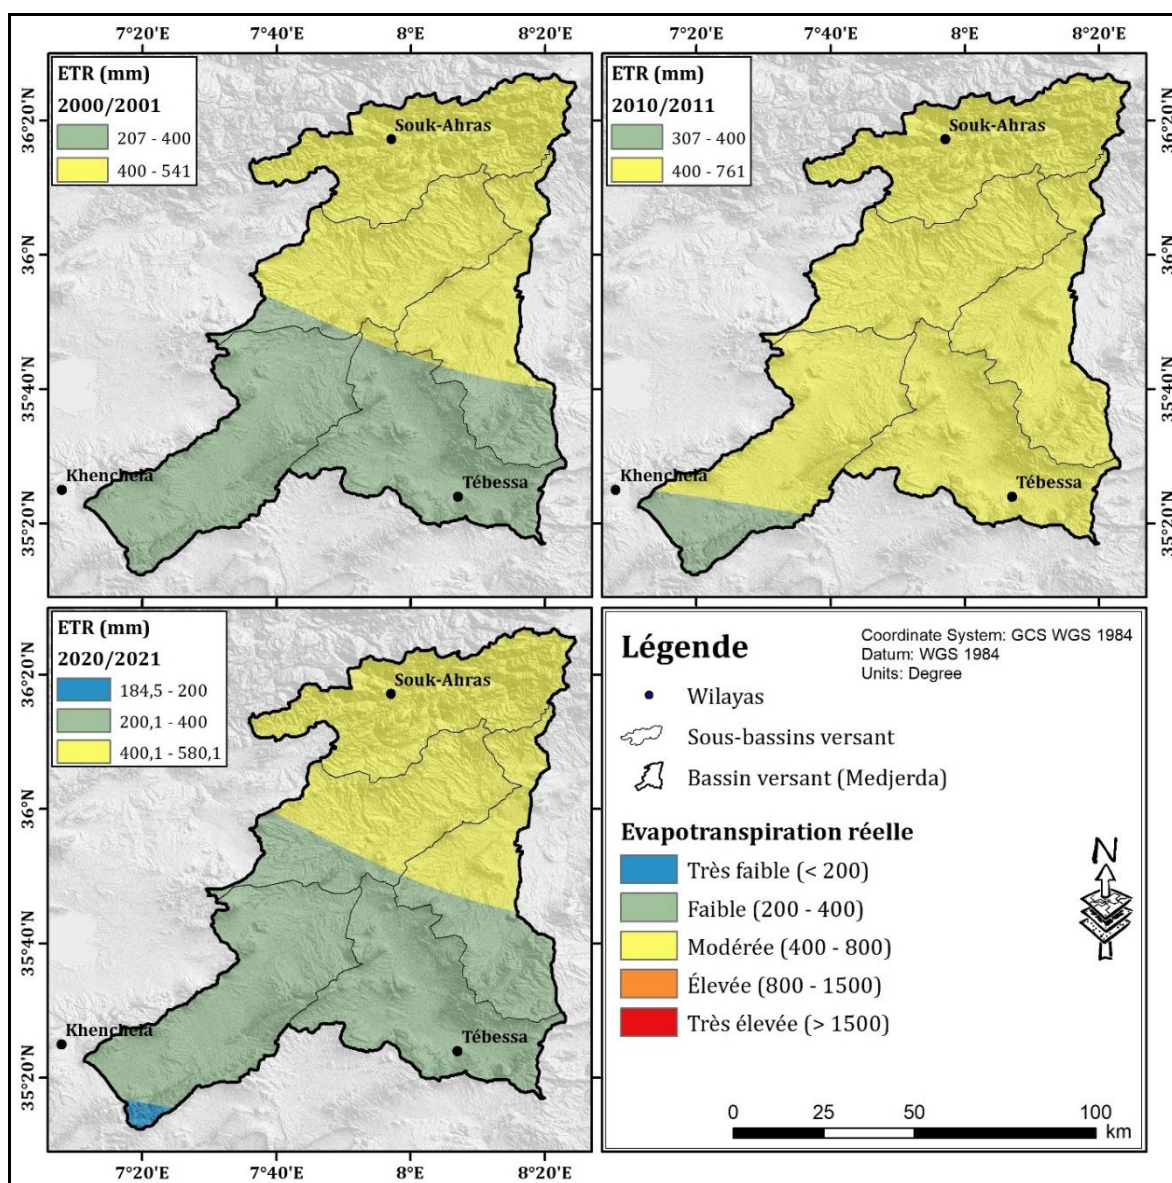 7°20'E 7°40'E 8°E 8°20'E
7°20'E 7°40'E 8°E 8°20'E
ETR (mm)
2000/2001
207 - 400
400 - 541
36°20'N
36°N
35°40'N
35°20'N
Souk-Ahras
Khenchela
Tébessa
ETR (mm)
2010/2011
307 - 400
400 - 761
36°20'N
36°N
35°40'N
35°20'N
Souk-Ahras
Khenchela
Tébessa
ETR (mm)
2020/2021
184,5 - 200
200,1 - 400
400,1 - 580,1
36°20'N
36°N
35°40'N
35°20'N
Souk-Ahras
Khenchela
Tébessa
7°20'E 7°40'E 8°E 8°20'E
Légende
Coordinate System: GCS WGS 1984
Datum: WGS 1984
Units: Degree
Wilayas
Sous-bassins versant
Bassin versant (Medjerda)
Evapotranspiration réelle
Très faible (< 200)
Faible (200 - 400)
Modérée (400 - 800)
Élevée (800 - 1500)
Très élevée (> 1500)
N
0 25 50 100
km